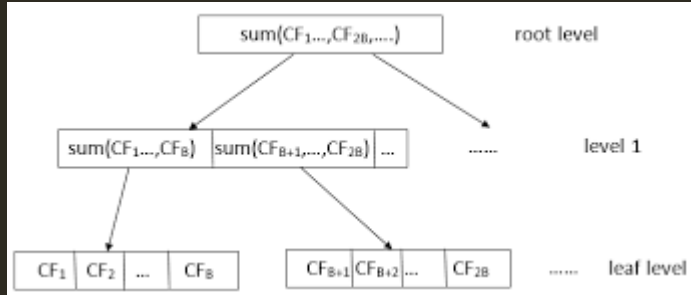 sum(CF₁...,CF₂ᴮ,....) root level
sum(CF₁...,CFᴮ) sum(CFᴮ₊₁,...,CF₂ᴮ) ... ...... level 1
CF₁ CF₂ ... CFᴮ CFᴮ₊₁ CFᴮ₊₂ ... CF₂ᴮ ...... leaf level